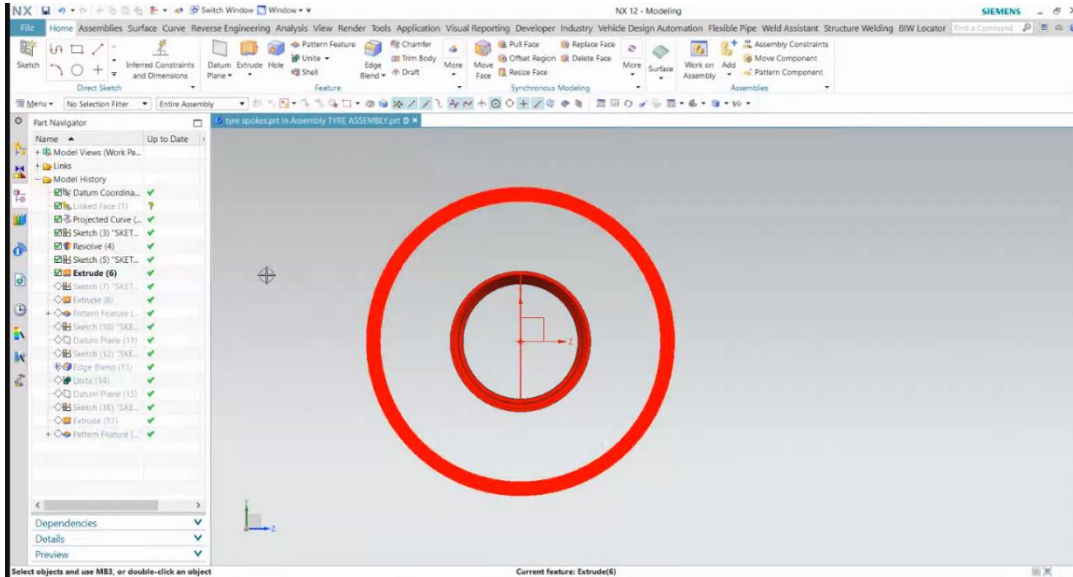 NX Switch Window Window NX 12 - Modeling SIEMENS
File Home Assemblies Surface Curve Reverse Engineering Analysis View Render Tools Application Visual Reporting Developer Industry Vehicle Design Automation Flexible Pipe Weld Assistant Structure Welding BIW Locator Find a Command
Sketch
Inferred Constraints
and Dimensions
Direct Sketch
Datum
Plane
Extrude
Hole
Pattern Feature
Unite
Shell
Edge
Blend
Chamfer
Trim Body
Draft
More
Feature
Move
Face
Pull Face
Offset Region
Resize Face
Replace Face
Delete Face
More
Synchronous Modeling
Surface
Work on
Assembly
Add
Assembly Constraints
Move Component
Pattern Component
Assemblies
Menu No Selection Filter Entire Assembly
Part Navigator
tyre spokes.prt in Assembly TYRE ASSEMBLY.prt
Name Up to Date
Model Views (Work Pa...
Links
Model History
Datum Coordina...
Linked Face (1) ?
Projected Curve (...
Sketch (3) "SKET...
Revolve (4)
Sketch (5) "SKET...
Extrude (6)
Sketch (7) "SKET...
Extrude (8)
Pattern Feature (...
Sketch (10) "SKE...
Datum Plane (11)
Sketch (12) "SKE...
Edge Blend (13)
Unite (14)
Datum Plane (15)
Sketch (16) "SKE...
Extrude (17)
Pattern Feature (...
Dependencies
Details
Preview
Z
Y
Z
Select objects and use MB3, or double-click an object Current feature: Extrude(6)